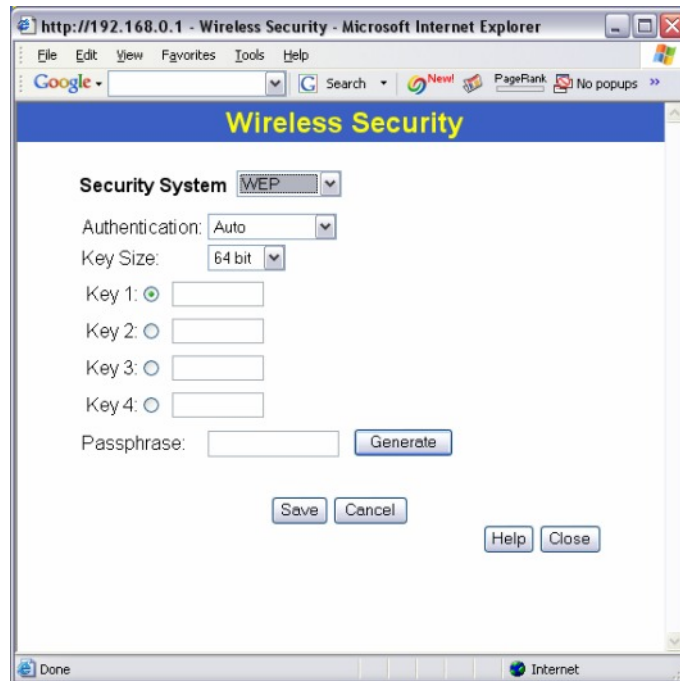 http://192.168.0.1 - Wireless Security - Microsoft Internet Explorer
File Edit View Favorites Tools Help
Google Search New! PageRank No popups »
Wireless Security
Security System WEP
Authentication: Auto
Key Size: 64 bit
Key 1:
Key 2:
Key 3:
Key 4:
Passphrase: Generate
Save Cancel
Help Close
Done Internet